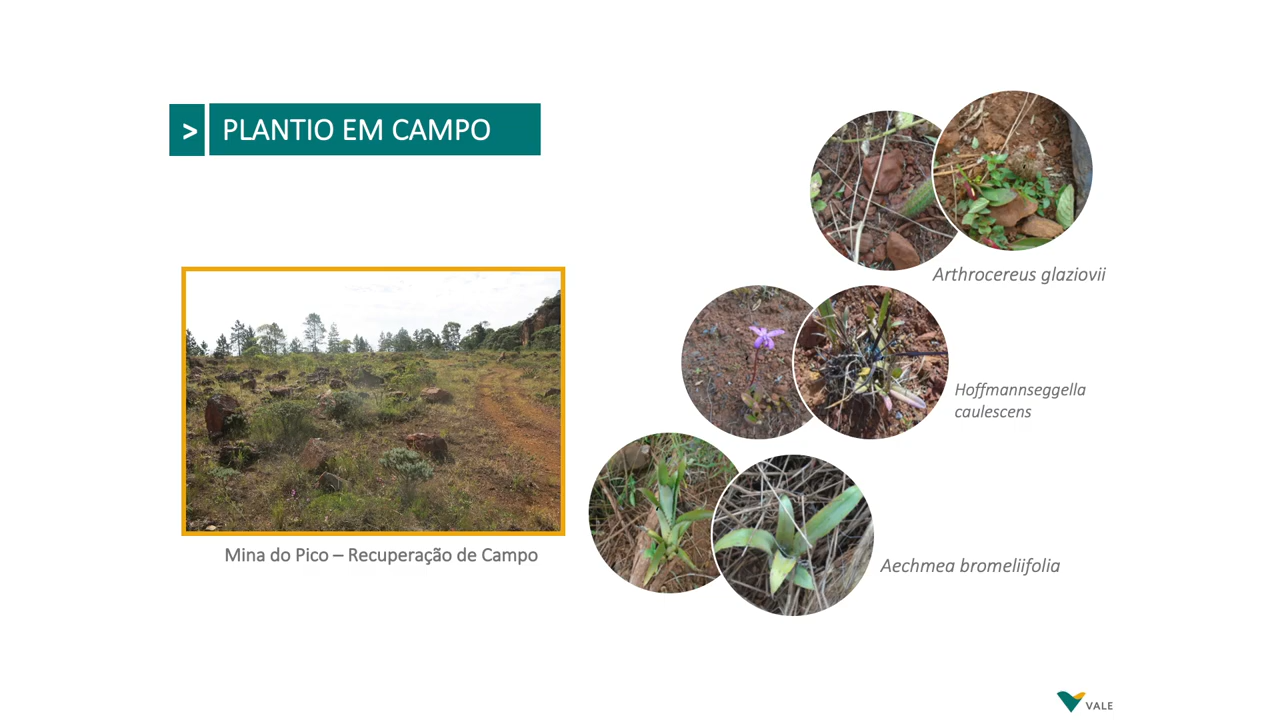 > PLANTIO EM CAMPO
Arthrocereus glaziovii
Hoffmannseggella
caulescens
Mina do Pico – Recuperação de Campo
Aechmea bromeliifolia
VALE